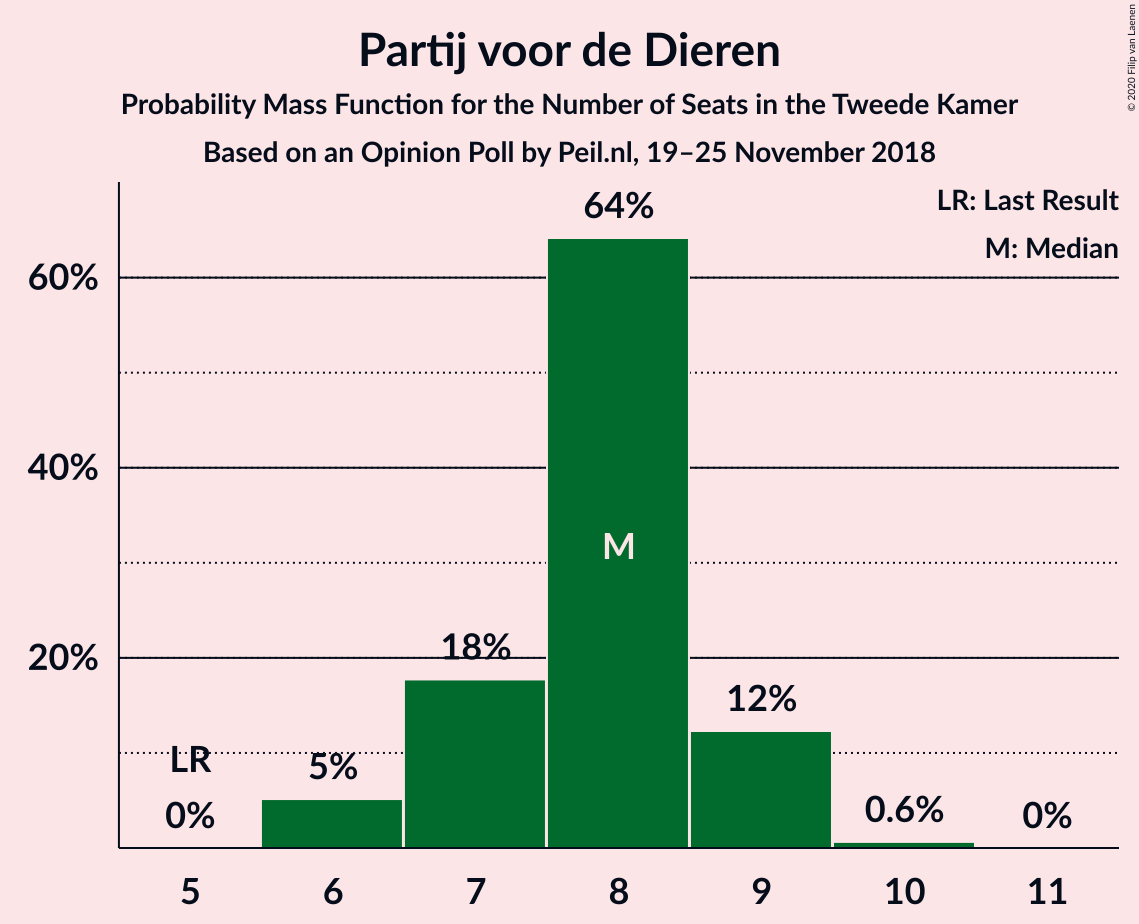 Partij voor de Dieren
Probability Mass Function for the Number of Seats in the Tweede Kamer
Based on an Opinion Poll by Peil.nl, 19–25 November 2018
© 2020 Filip van Laenen
LR: Last Result
M: Median
64%
60%
40%
M
20%
18%
12%
LR
5%
0%
0.6%
0%
5 6 7 8 9 10 11